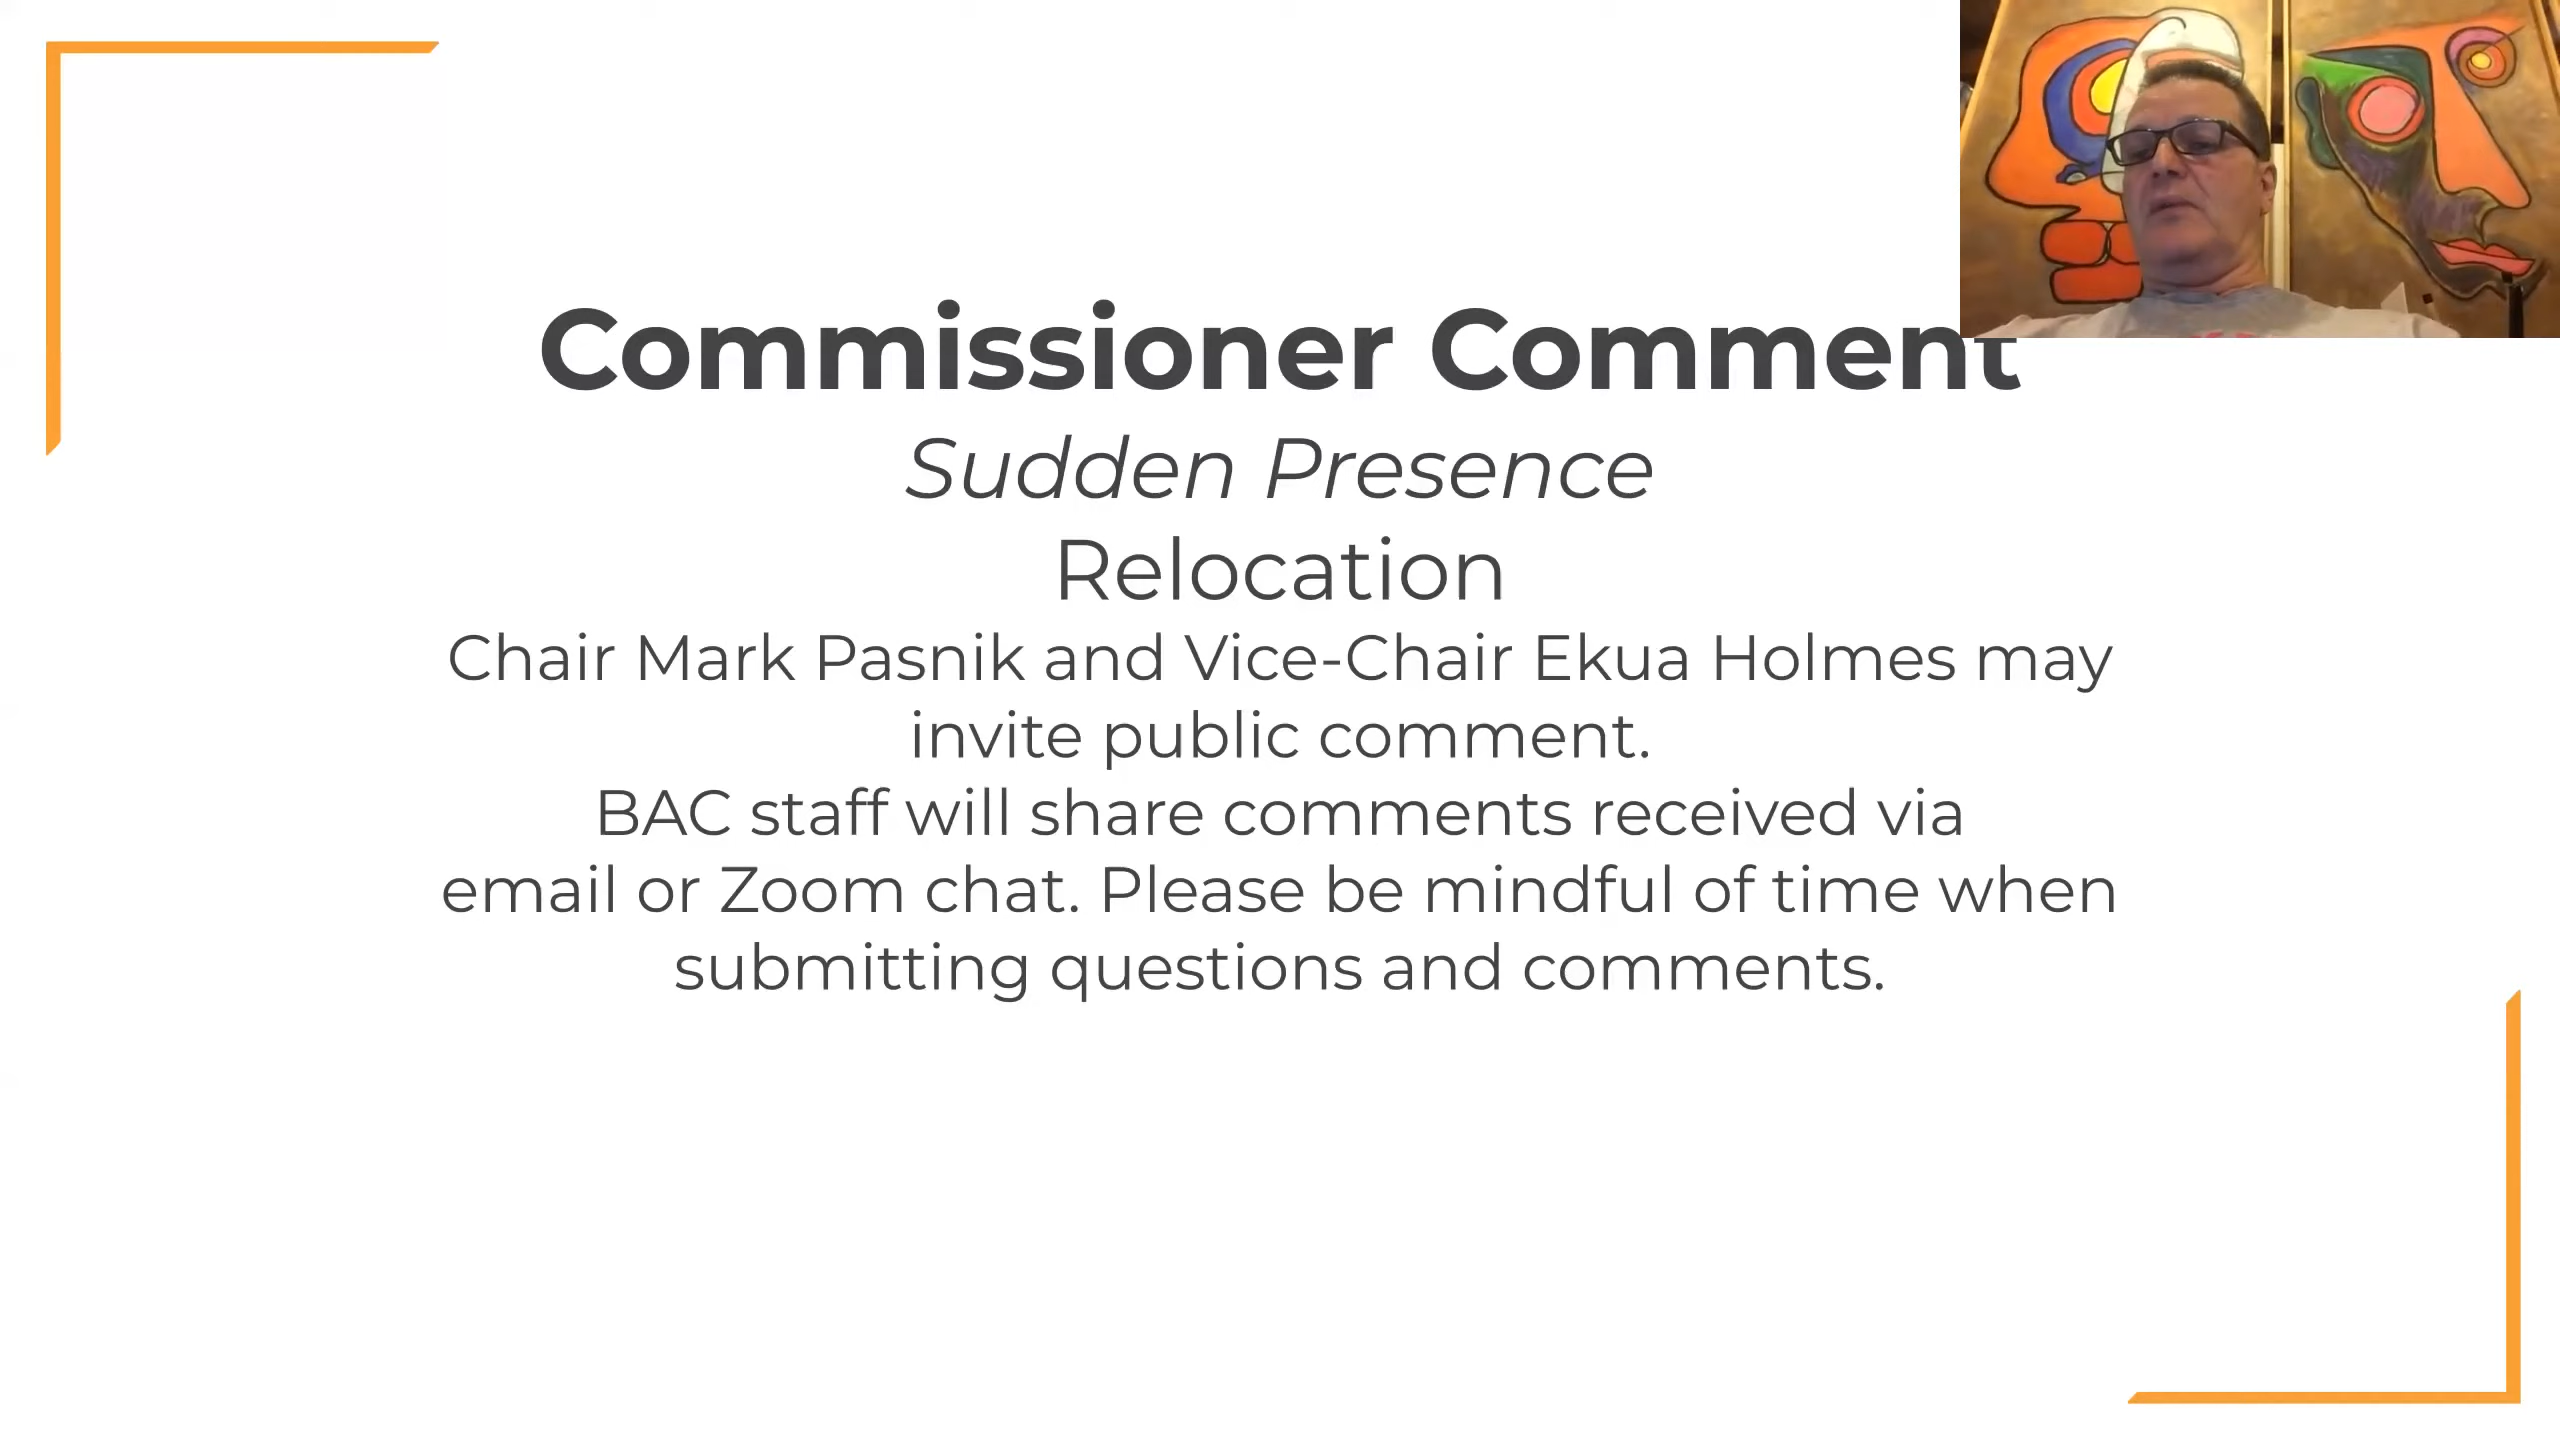 Commissioner Comment
Sudden Presence
Relocation
Chair Mark Pasnik and Vice-Chair Ekua Holmes may
invite public comment.
BAC staff will share comments received via
email or Zoom chat. Please be mindful of time when
submitting questions and comments.